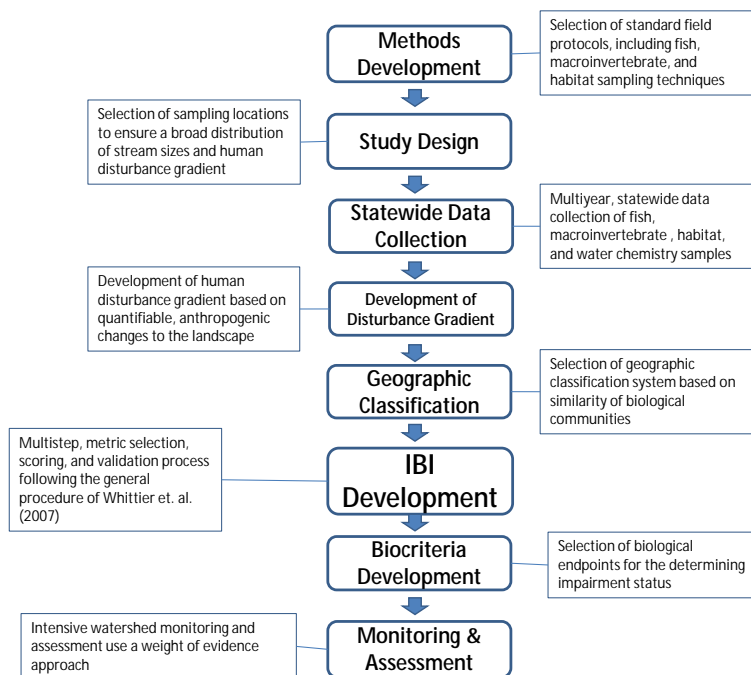 Methods
Development
Selection of standard field
protocols, including fish,
macroinvertebrate, and
habitat sampling techniques
Selection of sampling locations
to ensure a broad distribution
of stream sizes and human
disturbance gradient
Study Design
Statewide Data
Collection
Multiyear, statewide data
collection of fish,
macroinvertebrate , habitat,
and water chemistry samples
Development of human
disturbance gradient based on
quantifiable, anthropogenic
changes to the landscape
Development of
Disturbance Gradient
Geographic
Classification
Selection of geographic
classification system based on
similarity of biological
communities
Multistep, metric selection,
scoring, and validation process
following the general
procedure of Whittier et. al.
(2007)
IBI
Development
Biocriteria
Development
Selection of biological
endpoints for the determining
impairment status
Intensive watershed monitoring and
assessment use a weight of evidence
approach
Monitoring &
Assessment